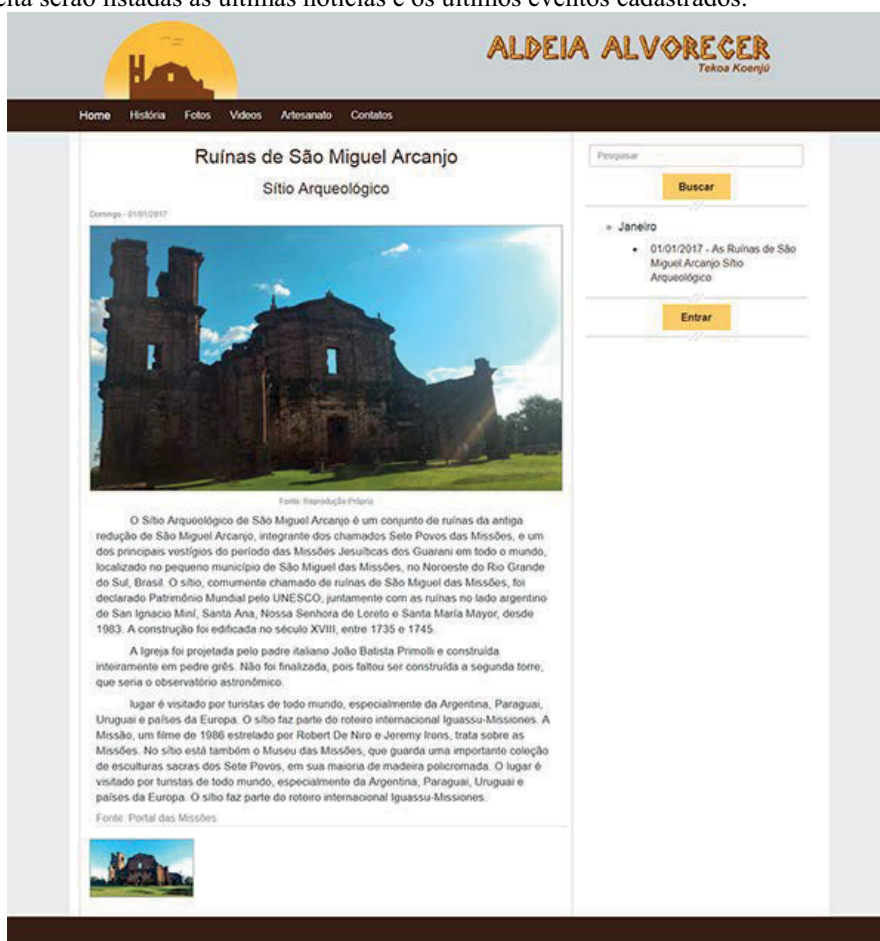 eita serão listadas as últimas notícias e os últimos eventos cadastrados.
ALDEIA ALVORECER
Tekoa Koenjú
Home História Fotos Videos Artesanato Contatos
Ruínas de São Miguel Arcanjo
Sítio Arqueológico
Domingo - 01/01/2017
Fonte: Reprodução Própria
O Sítio Arqueológico de São Miguel Arcanjo é um conjunto de ruínas da antiga
redução de São Miguel Arcanjo, integrante dos chamados Sete Povos das Missões, e um
dos principais vestígios do período das Missões Jesuíticas dos Guarani em todo o mundo,
localizado no pequeno município de São Miguel das Missões, no Noroeste do Rio Grande
do Sul, Brasil. O sítio, comumente chamado de ruínas de São Miguel das Missões, foi
declarado Patrimônio Mundial pelo UNESCO, juntamente com as ruínas no lado argentino
de San Ignacio Miní, Santa Ana, Nossa Senhora de Loreto e Santa María Mayor, desde
1983. A construção foi edificada no século XVIII, entre 1735 e 1745.
A Igreja foi projetada pelo padre italiano João Batista Primolli e construída
inteiramente em pedre grês. Não foi finalizada, pois faltou ser construída a segunda torre,
que seria o observatório astronômico.
lugar é visitado por turistas de todo mundo, especialmente da Argentina, Paraguai,
Uruguai e países da Europa. O sítio faz parte do roteiro internacional Iguassu-Missiones. A
Missão, um filme de 1986 estrelado por Robert De Niro e Jeremy Irons, trata sobre as
Missões. No sítio está também o Museu das Missões, que guarda uma importante coleção
de esculturas sacras dos Sete Povos, em sua maioria de madeira policromada. O lugar é
visitado por turistas de todo mundo, especialmente da Argentina, Paraguai, Uruguai e
países da Europa. O sítio faz parte do roteiro internacional Iguassu-Missiones.
Fonte: Portal das Missões
Pesquisar
Buscar
Janeiro
01/01/2017 - As Ruínas de São
Miguel Arcanjo Sítio
Arqueológico
Entrar